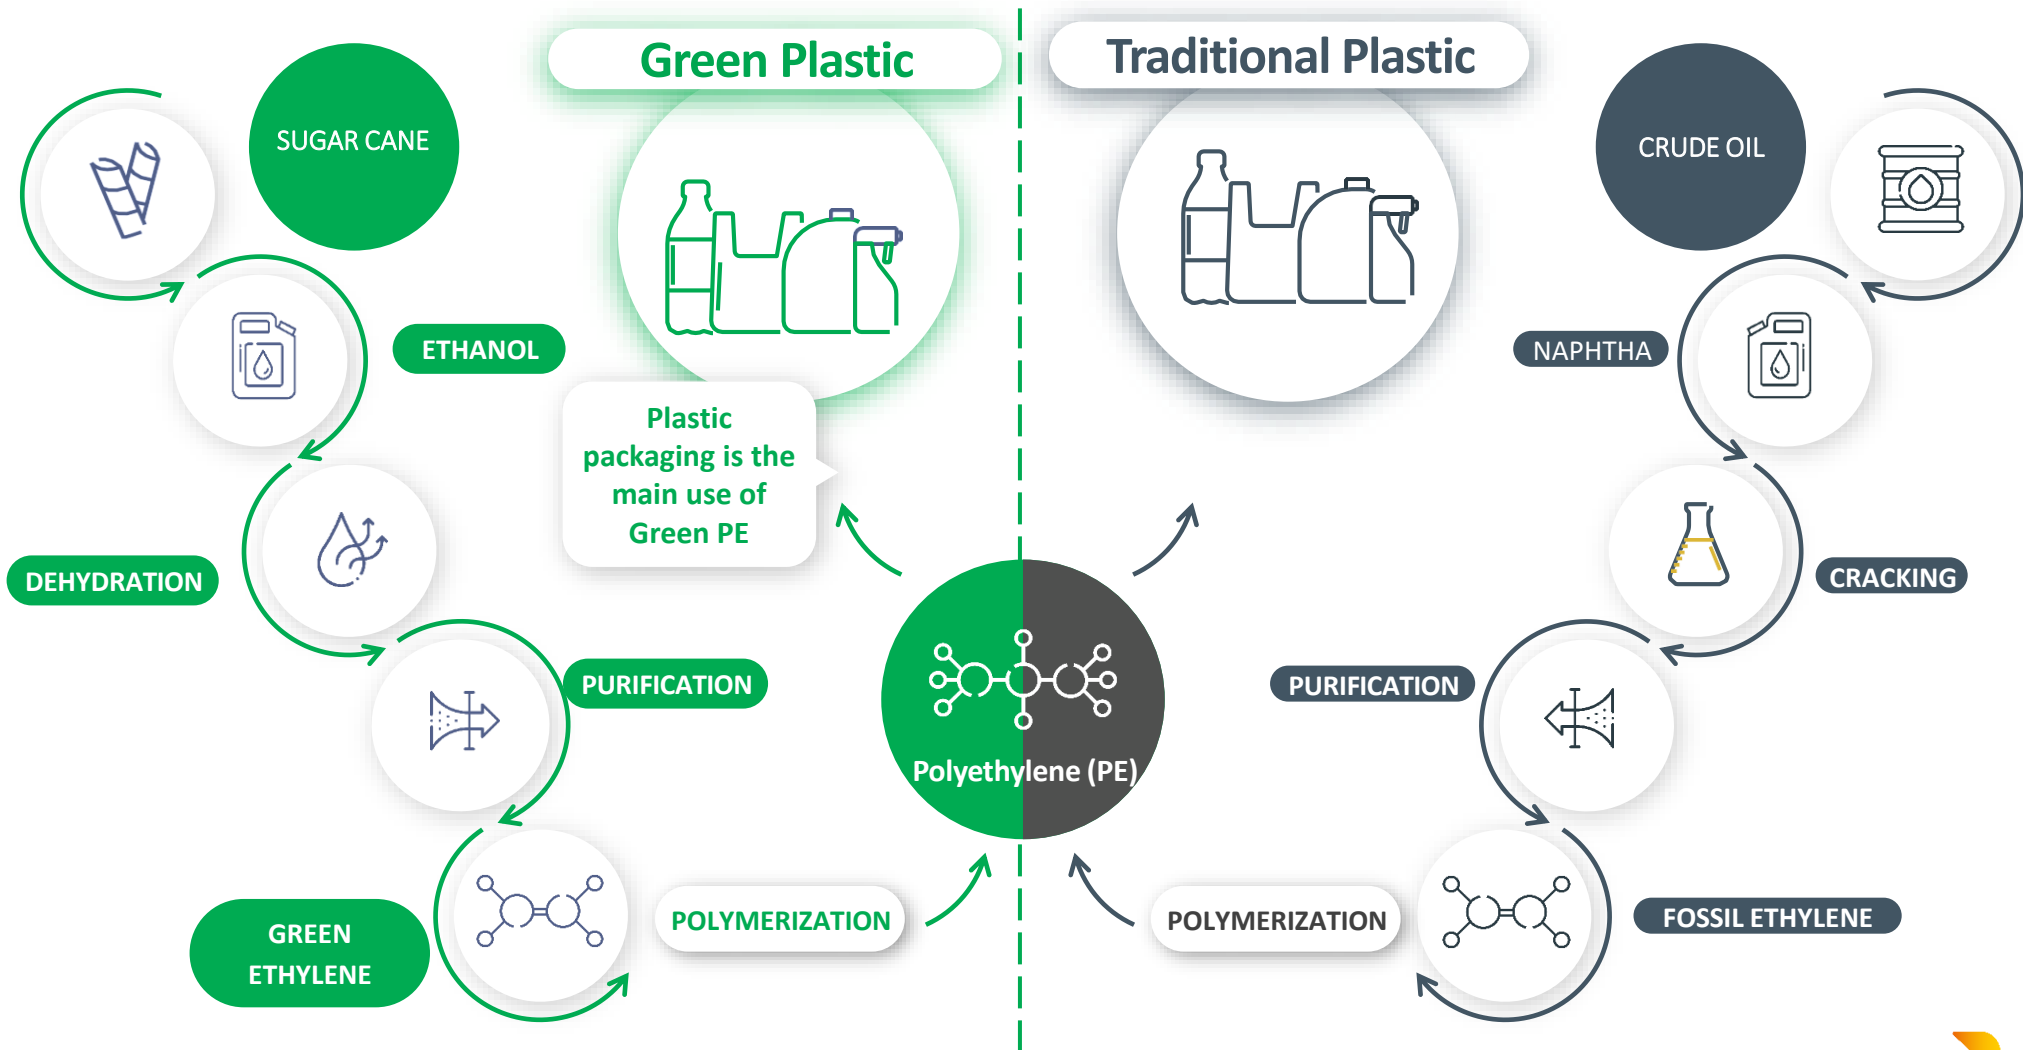 Green Plastic
SUGAR CANE
ETHANOL
Plastic
packaging is the
main use of
Green PE
DEHYDRATION
PURIFICATION
GREEN
ETHYLENE
POLYMERIZATION
Polyethylene (PE)
Traditional Plastic
CRUDE OIL
NAPHTHA
CRACKING
PURIFICATION
FOSSIL ETHYLENE
POLYMERIZATION